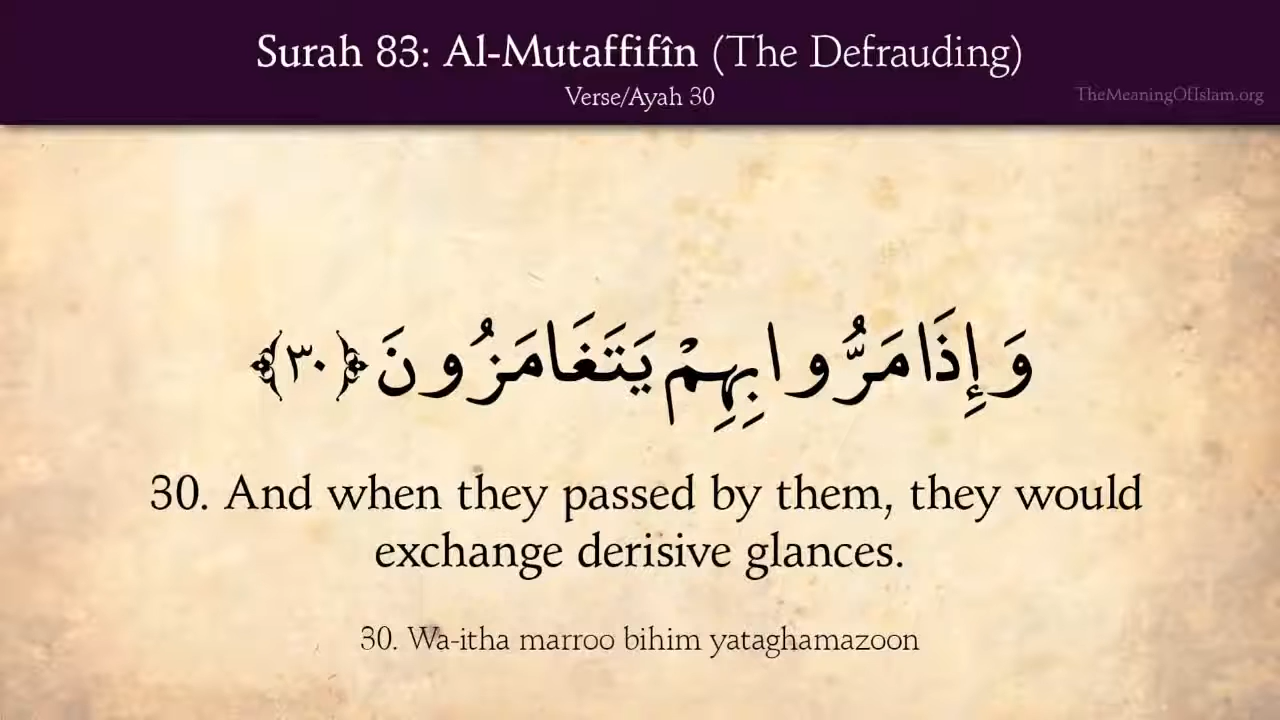 Surah 83: Al-Mutaffifîn (The Defrauding)
Verse/Ayah 30
TheMeaningOfIslam.org
وَإِذَا مَرُّوا بِهِمْ يَتَغَامَزُونَ ﴿٣٠﴾
30. And when they passed by them, they would
exchange derisive glances.
30. Wa-itha marroo bihim yataghamazoon